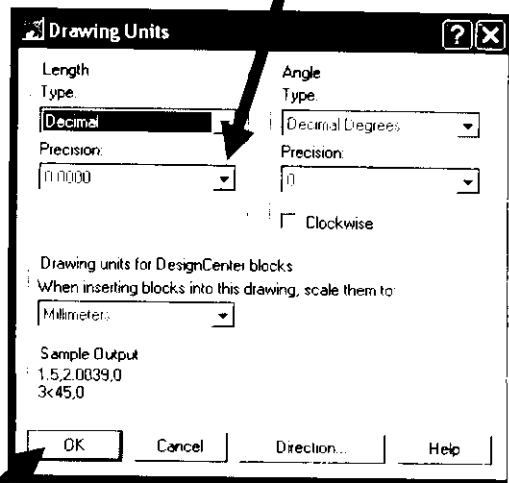 Drawing Units
Length
Type:
Decimal
Precision:
0.0000
Angle
Type:
Decimal Degrees
Precision:
0
Clockwise
Drawing units for DesignCenter blocks
When inserting blocks into this drawing, scale them to:
Millimeters
Sample Output
1.5,2.0039,0
3<45,0
OK
Cancel
Direction...
Help